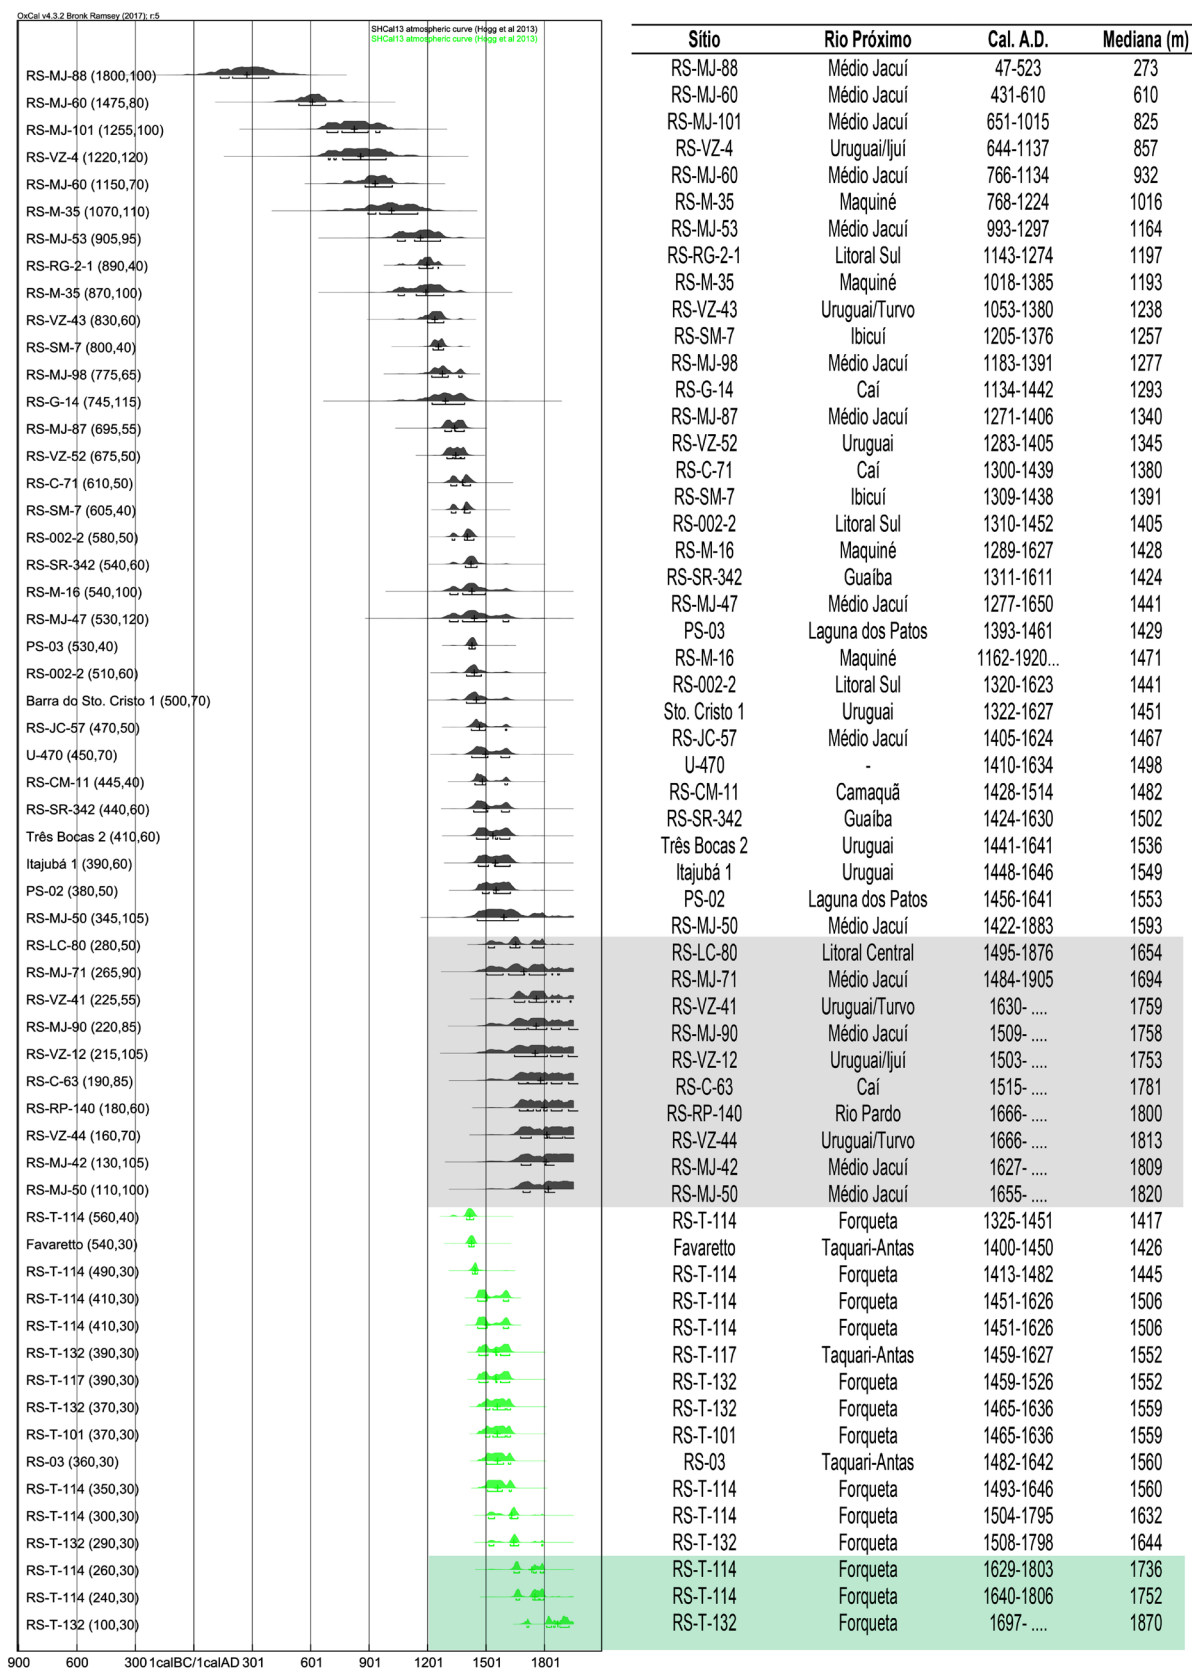 OxCal v4.3.2 Bronk Ramsey (2017); r:5
SHCal13 atmospheric curve (Hogg et al 2013)
SHCal13 atmospheric curve (Hogg et al 2013)
Sítio Rio Próximo Cal. A.D. Mediana (m)
RS-MJ-88 (1800,100) RS-MJ-88 Médio Jacuí 47-523 273
RS-MJ-60 (1475,80) RS-MJ-60 Médio Jacuí 431-610 610
RS-MJ-101 (1255,100) RS-MJ-101 Médio Jacuí 651-1015 825
RS-VZ-4 (1220,120) RS-VZ-4 Uruguai/Ijuí 644-1137 857
RS-MJ-60 (1150,70) RS-MJ-60 Médio Jacuí 766-1134 932
RS-M-35 (1070,110) RS-M-35 Maquiné 768-1224 1016
RS-MJ-53 (905,95) RS-MJ-53 Médio Jacuí 993-1297 1164
RS-RG-2-1 (890,40) RS-RG-2-1 Litoral Sul 1143-1274 1197
RS-M-35 (870,100) RS-M-35 Maquiné 1018-1385 1193
RS-VZ-43 (830,60) RS-VZ-43 Uruguai/Turvo 1053-1380 1238
RS-SM-7 (800,40) RS-SM-7 Ibicuí 1205-1376 1257
RS-MJ-98 (775,65) RS-MJ-98 Médio Jacuí 1183-1391 1277
RS-G-14 (745,115) RS-G-14 Caí 1134-1442 1293
RS-MJ-87 (695,55) RS-MJ-87 Médio Jacuí 1271-1406 1340
RS-VZ-52 (675,50) RS-VZ-52 Uruguai 1283-1405 1345
RS-C-71 (610,50) RS-C-71 Caí 1300-1439 1380
RS-SM-7 (605,40) RS-SM-7 Ibicuí 1309-1438 1391
RS-002-2 (580,50) RS-002-2 Litoral Sul 1310-1452 1405
RS-SR-342 (540,60) RS-M-16 Maquiné 1289-1627 1428
RS-M-16 (540,100) RS-SR-342 Guaíba 1311-1611 1424
RS-MJ-47 (530,120) RS-MJ-47 Médio Jacuí 1277-1650 1441
PS-03 (530,40) PS-03 Laguna dos Patos 1393-1461 1429
RS-M-16 Maquiné 1162-1920... 1471
RS-002-2 (510,60) RS-002-2 Litoral Sul 1320-1623 1441
Barra do Sto. Cristo 1 (500,70) Sto. Cristo 1 Uruguai 1322-1627 1451
RS-JC-57 (470,50) RS-JC-57 Médio Jacuí 1405-1624 1467
U-470 (450,70) U-470 - 1410-1634 1498
RS-CM-11 (445,40) RS-CM-11 Camaquã 1428-1514 1482
RS-SR-342 (440,60) RS-SR-342 Guaíba 1424-1630 1502
Três Bocas 2 (410,60) Três Bocas 2 Uruguai 1441-1641 1536
Itajubá 1 (390,60) Itajubá 1 Uruguai 1448-1646 1549
PS-02 (380,50) PS-02 Laguna dos Patos 1456-1641 1553
RS-MJ-50 (345,105) RS-MJ-50 Médio Jacuí 1422-1883 1593
RS-LC-80 (280,50) RS-LC-80 Litoral Central 1495-1876 1654
RS-MJ-71 (265,90) RS-MJ-71 Médio Jacuí 1484-1905 1694
RS-VZ-41 (225,55) RS-VZ-41 Uruguai/Turvo 1630- .... 1759
RS-MJ-90 (220,85) RS-MJ-90 Médio Jacuí 1509- .... 1758
RS-VZ-12 (215,105) RS-VZ-12 Uruguai/Ijuí 1503- .... 1753
RS-C-63 (190,85) RS-C-63 Caí 1515- .... 1781
RS-RP-140 (180,60) RS-RP-140 Rio Pardo 1666- .... 1800
RS-VZ-44 (160,70) RS-VZ-44 Uruguai/Turvo 1666- .... 1813
RS-MJ-42 (130,105) RS-MJ-42 Médio Jacuí 1627- .... 1809
RS-MJ-50 (110,100) RS-MJ-50 Médio Jacuí 1655- .... 1820
RS-T-114 (560,40) RS-T-114 Forqueta 1325-1451 1417
Favaretto (540,30) Favaretto Taquari-Antas 1400-1450 1426
RS-T-114 (490,30) RS-T-114 Forqueta 1413-1482 1445
RS-T-114 (410,30) RS-T-114 Forqueta 1451-1626 1506
RS-T-114 (410,30) RS-T-114 Forqueta 1451-1626 1506
RS-T-132 (390,30) RS-T-117 Taquari-Antas 1459-1627 1552
RS-T-117 (390,30) RS-T-132 Forqueta 1459-1526 1552
RS-T-132 (370,30) RS-T-132 Forqueta 1465-1636 1559
RS-T-101 (370,30) RS-T-101 Forqueta 1465-1636 1559
RS-03 (360,30) RS-03 Taquari-Antas 1482-1642 1560
RS-T-114 (350,30) RS-T-114 Forqueta 1493-1646 1560
RS-T-114 (300,30) RS-T-114 Forqueta 1504-1795 1632
RS-T-132 (290,30) RS-T-132 Forqueta 1508-1798 1644
RS-T-114 (260,30) RS-T-114 Forqueta 1629-1803 1736
RS-T-114 (240,30) RS-T-114 Forqueta 1640-1806 1752
RS-T-132 (100,30) RS-T-132 Forqueta 1697- .... 1870
900 600 300 1calBC/1calAD 301 601 901 1201 1501 1801